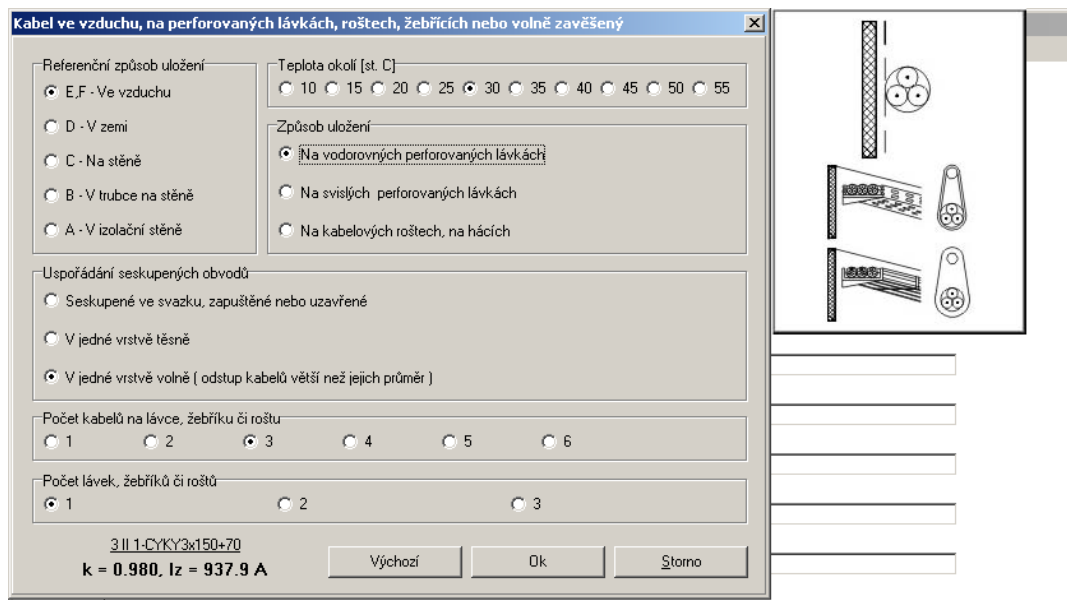 Kabel ve vzduchu, na perforovaných lávkách, roštech, žebřících nebo volně zavěšený
Referenční způsob uložení
E,F - Ve vzduchu
D - V zemi
C - Na stěně
B - V trubce na stěně
A - V izolační stěně
Teplota okolí [st. C]
10 15 20 25 30 35 40 45 50 55
Způsob uložení
Na vodorovných perforovaných lávkách
Na svislých perforovaných lávkách
Na kabelových roštech, na hácích
Uspořádání seskupených obvodů
Seskupené ve svazku, zapuštěné nebo uzavřené
V jedné vrstvě těsně
V jedné vrstvě volně ( odstup kabelů větší než jejich průměr )
Počet kabelů na lávce, žebříku či roštu
1 2 3 4 5 6
Počet lávek, žebříků či roštů
1 2 3
3 II 1-CYKY3x150+70
k = 0.980, Iz = 937.9 A
Výchozí Ok Storno